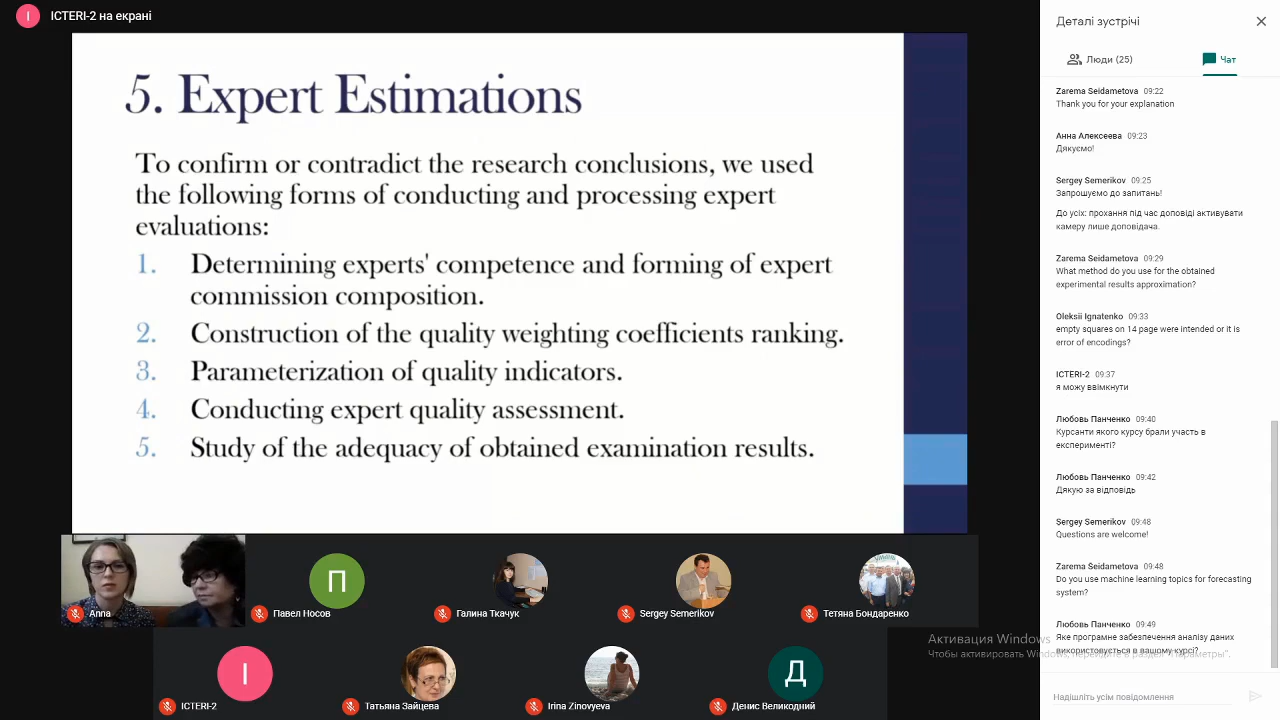 I
ICTERI-2 на екрані
5. Expert Estimations
To confirm or contradict the research conclusions, we used
the following forms of conducting and processing expert
evaluations:
1. Determining experts' competence and forming of expert
commission composition.
2. Construction of the quality weighting coefficients ranking.
3. Parameterization of quality indicators.
4. Conducting expert quality assessment.
5. Study of the adequacy of obtained examination results.
Anna
П
Павел Носов
Галина Ткачук
Sergey Semerikov
Тетяна Бондаренко
I
ICTERI-2
Татьяна Зайцева
Irina Zinovyeva
Д
Денис Великодний
Деталі зустрічі
Люди (25)
Чат
Zarema Seidametova 09:22
Thank you for your explanation
Анна Алексеева 09:23
Дякуємо!
Sergey Semerikov 09:25
Запрошуємо до запитань!
До усіх: прохання під час доповіді активувати
камеру лише доповідача.
Zarema Seidametova 09:29
What method do you use for the obtained
experimental results approximation?
Oleksii Ignatenko 09:33
empty squares on 14 page were intended or it is
error of encodings?
ICTERI-2 09:37
я можу ввімкнути
Любовь Панченко 09:40
Курсанти якого курсу брали участь в
експерименті?
Любовь Панченко 09:42
Дякую за відповідь
Sergey Semerikov 09:48
Questions are welcome!
Zarema Seidametova 09:48
Do you use machine learning topics for forecasting
system?
Любовь Панченко 09:49
Яке програмне забезпечення аналізу даних
використовується в вашому курсі?
Активация Windows
Чтобы активировать Windows, перейдите в раздел "Параметры".
Надішліть усім повідомлення